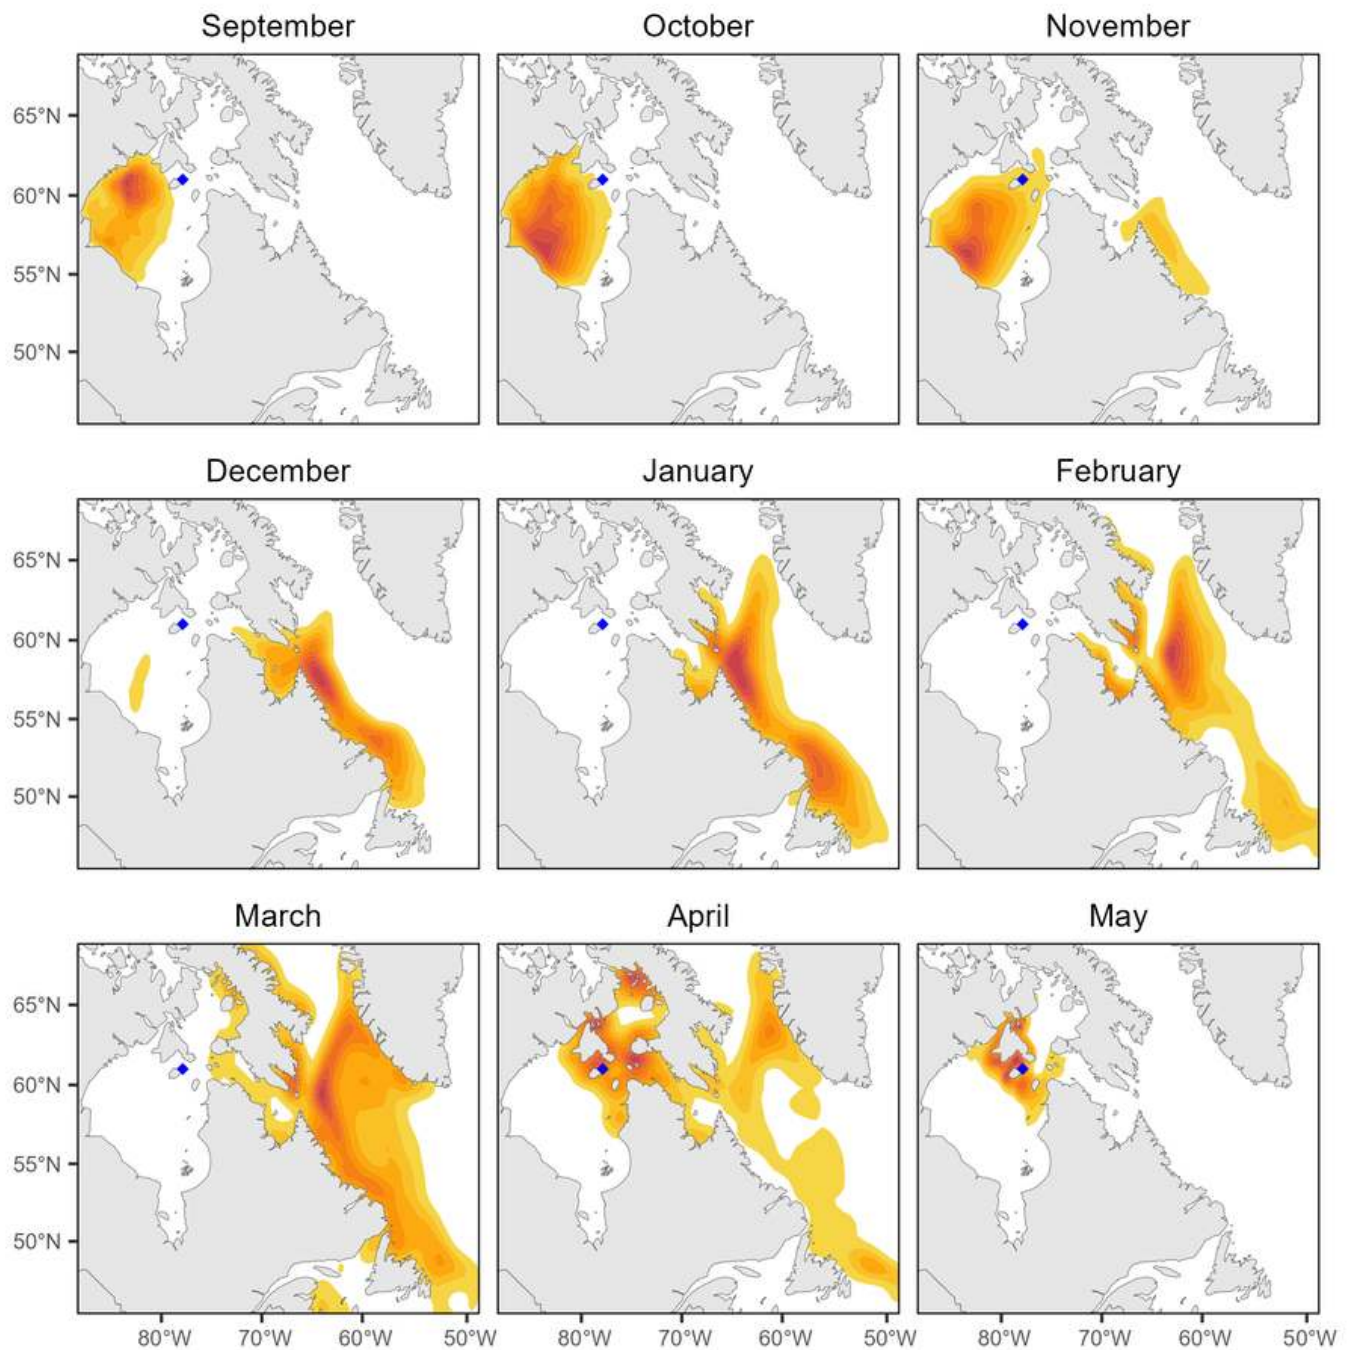 September October November
65°N
60°N
55°N
50°N
December January February
65°N
60°N
55°N
50°N
March April May
65°N
60°N
55°N
50°N
80°W 70°W 60°W 50°W 80°W 70°W 60°W 50°W 80°W 70°W 60°W 50°W